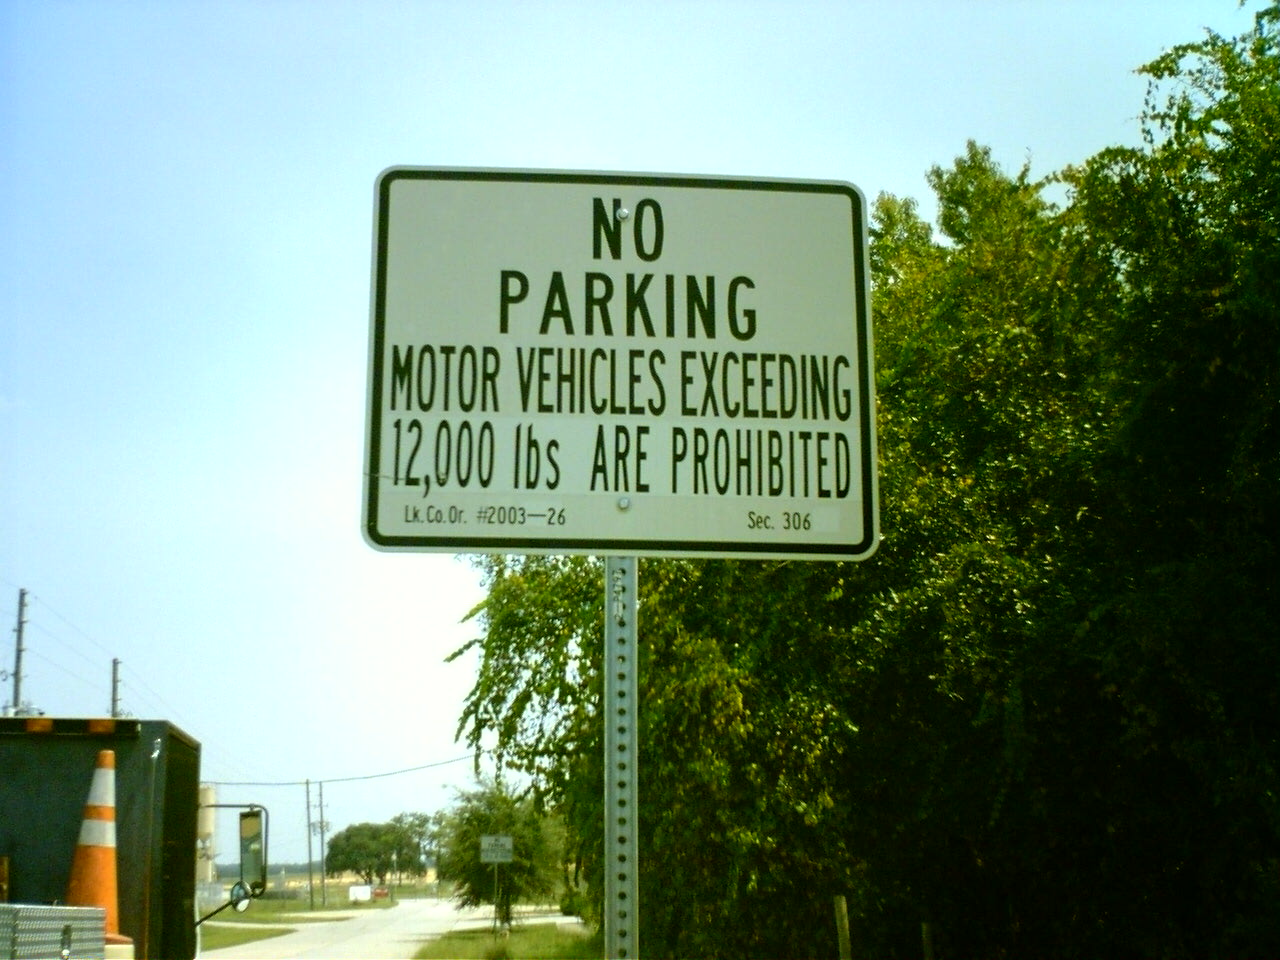 NO
PARKING
MOTOR VEHICLES EXCEEDING
12,000 lbs ARE PROHIBITED
Lk.Co.Or. #2003—26 Sec. 306